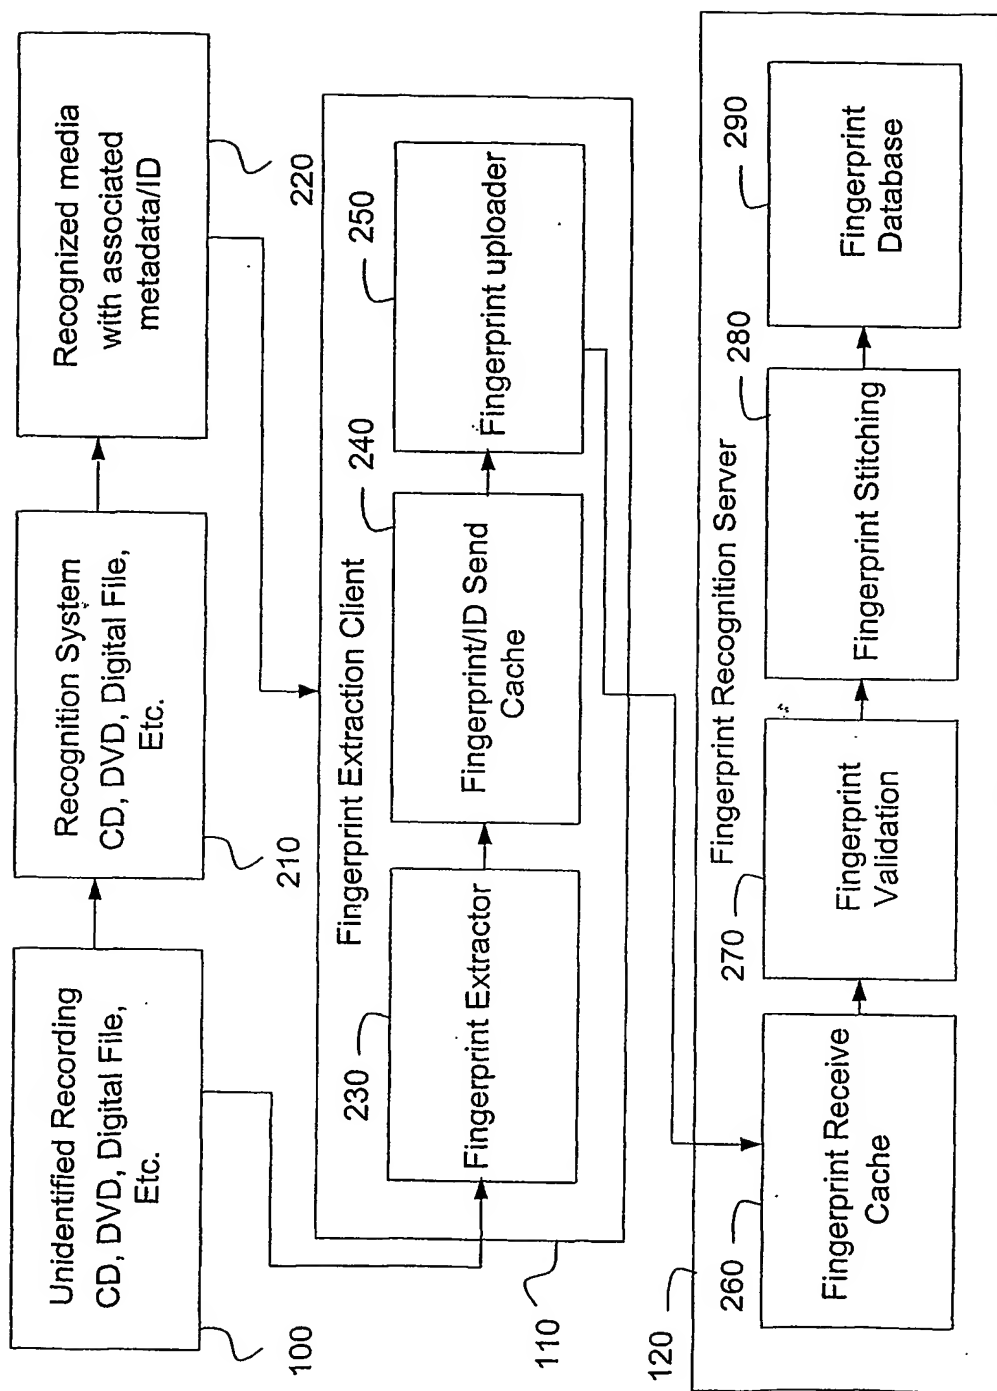 Unidentified Recording
CD, DVD, Digital File,
Etc.
100
Recognition System
CD, DVD, Digital File,
Etc.
210
Recognized media
with associated
metadata/ID
220
Fingerprint Extraction Client
110
230
Fingerprint Extractor
240
Fingerprint/ID Send
Cache
250
Fingerprint uploader
Fingerprint Recognition Server
120
260
Fingerprint Receive
Cache
270
Fingerprint
Validation
280
Fingerprint Stitching
290
Fingerprint
Database